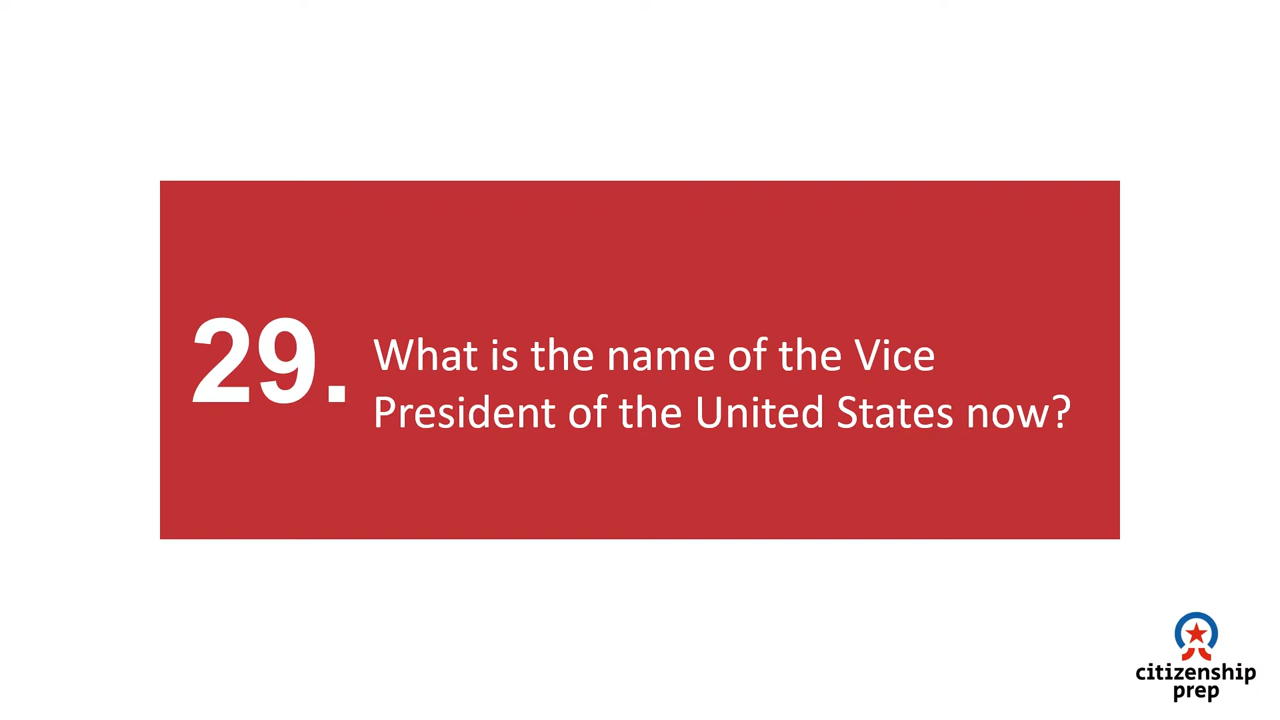 29.
What is the name of the Vice
President of the United States now?
citizenship
prep